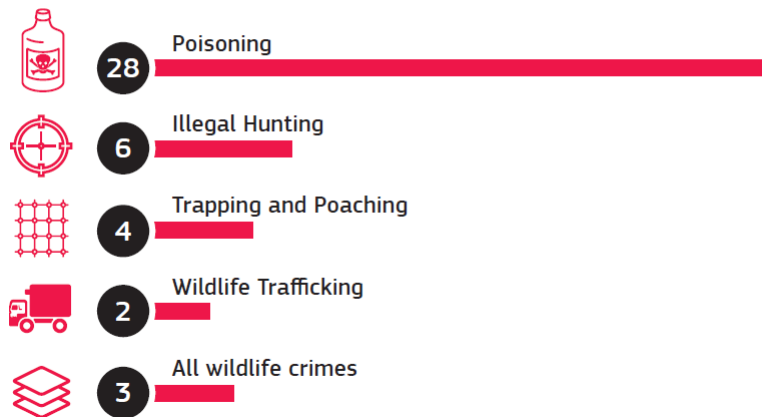 Poisoning
28
Illegal Hunting
6
Trapping and Poaching
4
Wildlife Trafficking
2
All wildlife crimes
3